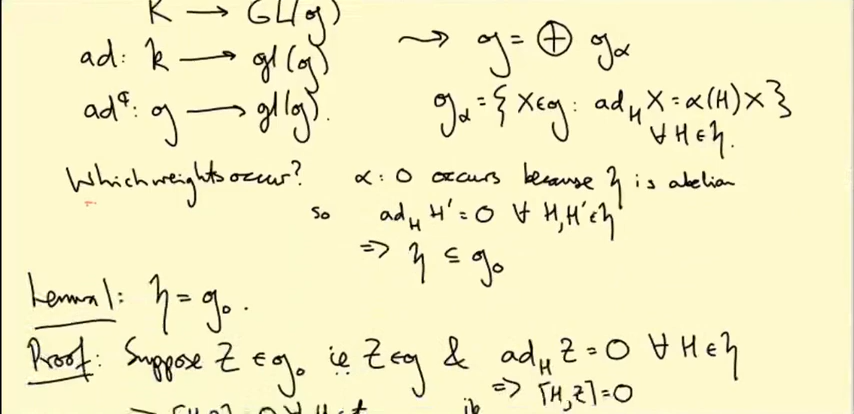 K → GL(g)
ad: k → gl(g)
⇝ g = ⊕ g_α
ad^ℂ: g → gl(g).
g_α = { X ∈ g : ad_H X = α(H)X } ∀ H ∈ η.
Which weights occur? α: 0 occurs because η is abelian
so ad_H H' = 0 ∀ H,H' ∈ η
⇒ η ⊆ g_0
Lemma 1: η = g_0.
Proof: Suppose Z ∈ g_0 ie Z ∈ g & ad_H Z = 0 ∀ H ∈ η
⇒ [H,Z]=0